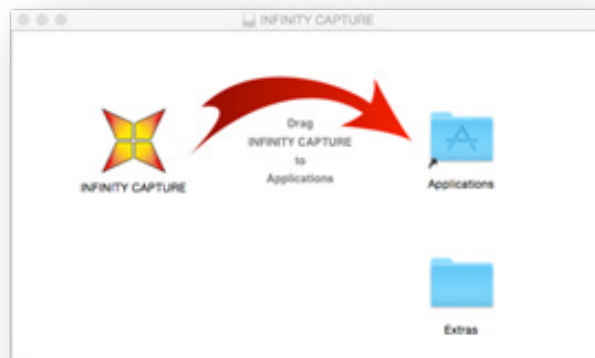 INFINITY CAPTURE
Drag
INFINITY CAPTURE
to
Applications
INFINITY CAPTURE
Applications
Extras